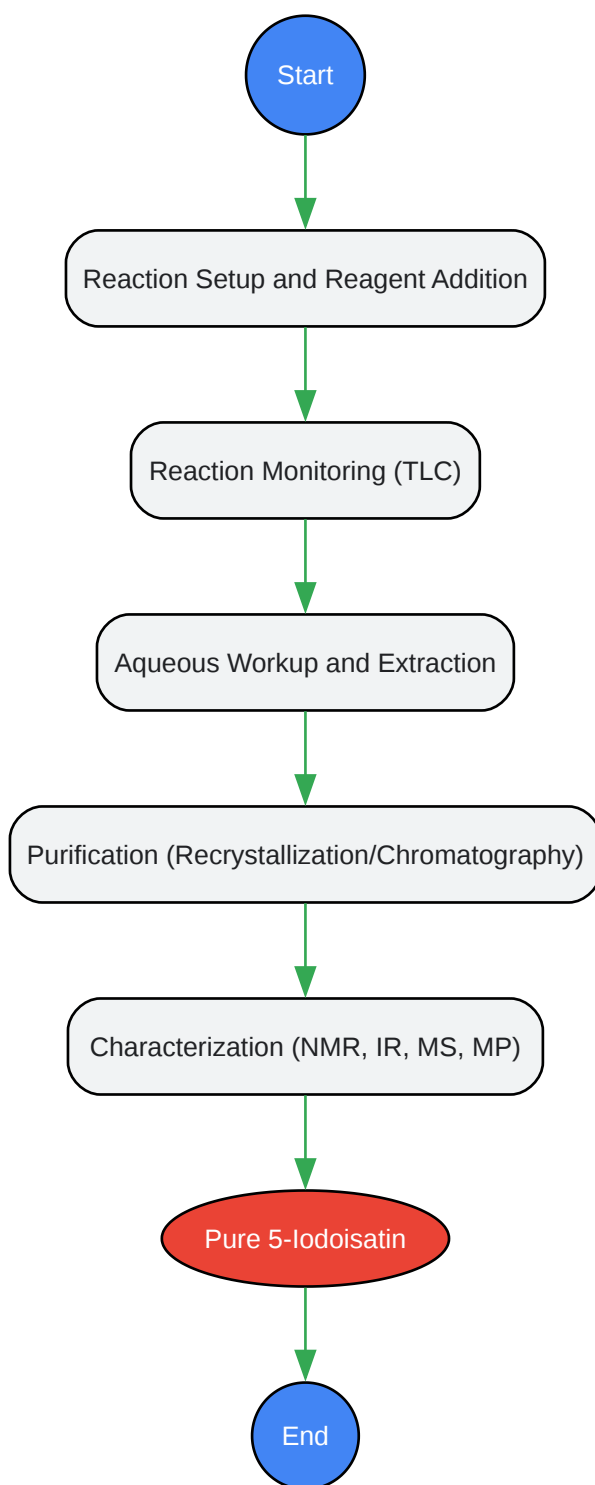 Start
Reaction Setup and Reagent Addition
Reaction Monitoring (TLC)
Aqueous Workup and Extraction
Purification (Recrystallization/Chromatography)
Characterization (NMR, IR, MS, MP)
Pure 5-Iodoisatin
End